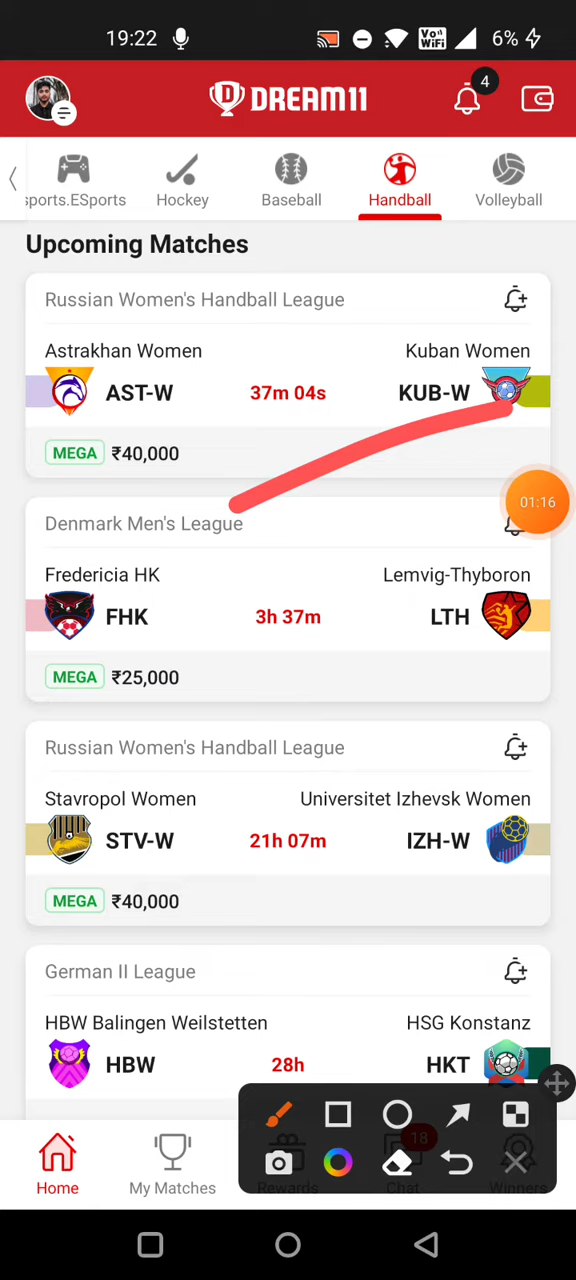 19:22
Vo))
WiFi
6%
4
DREAM11
sports.ESports
Hockey
Baseball
Handball
Volleyball
Upcoming Matches
Russian Women's Handball League
Astrakhan Women
Kuban Women
AST-W
37m 04s
KUB-W
MEGA ₹40,000
01:16
Denmark Men's League
Fredericia HK
Lemvig-Thyboron
FHK
3h 37m
LTH
MEGA ₹25,000
Russian Women's Handball League
Stavropol Women
Universitet Izhevsk Women
STV-W
21h 07m
IZH-W
MEGA ₹40,000
German II League
HBW Balingen Weilstetten
HSG Konstanz
HBW
28h
HKT
18
Home
My Matches
Rewards
Chat
Winners